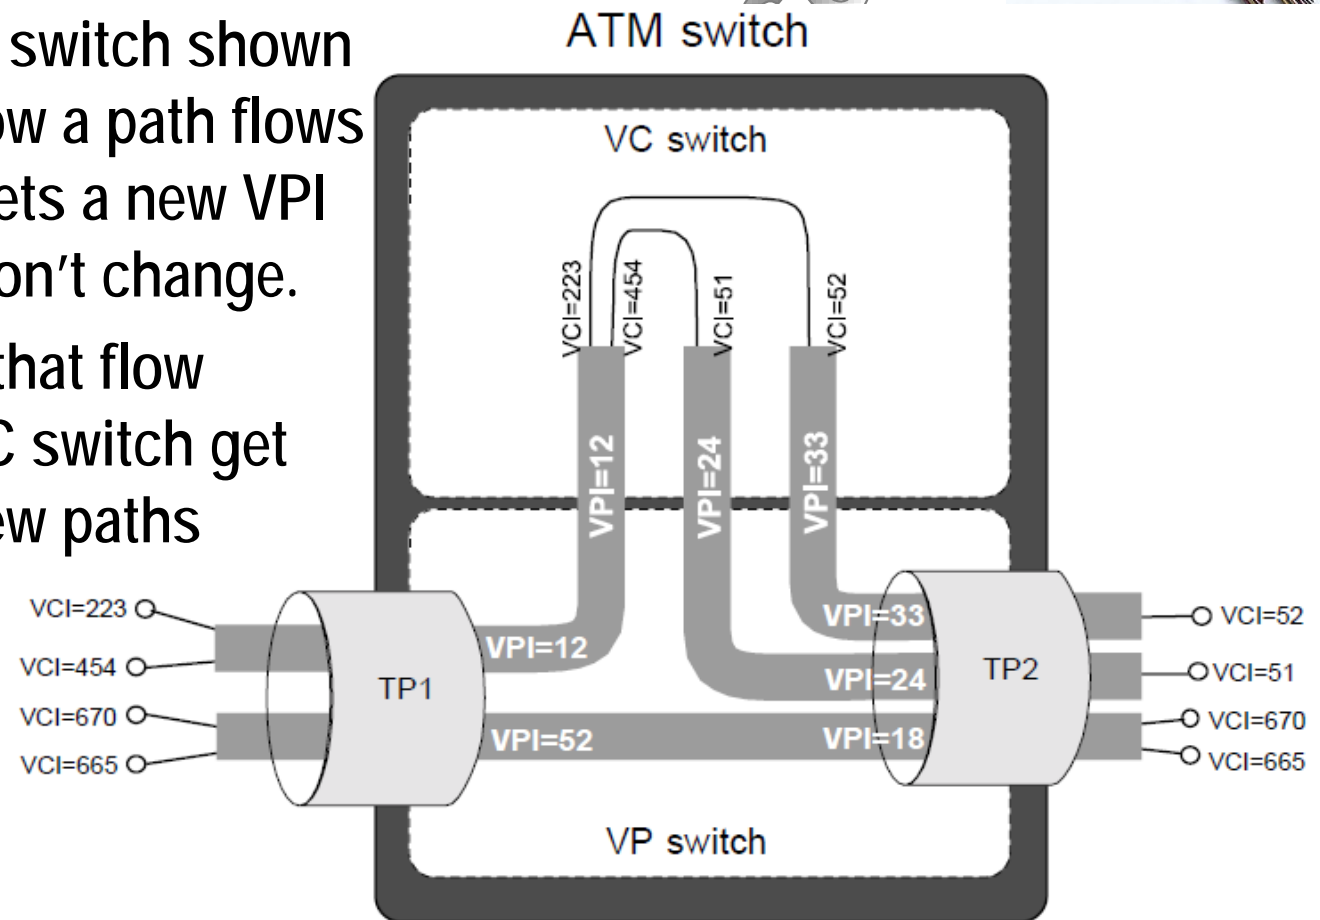 switch shown
ow a path flows
ets a new VPI
on't change.
that flow
C switch get
ew paths
ATM switch
VC switch
VCI=223
VCI=454
VCI=51
VCI=52
VPI=12
VPI=24
VPI=33
VCI=223
VCI=454
VCI=670
VCI=665
TP1
VPI=12
VPI=52
VPI=33
VPI=24
VPI=18
TP2
VCI=52
VCI=51
VCI=670
VCI=665
VP switch